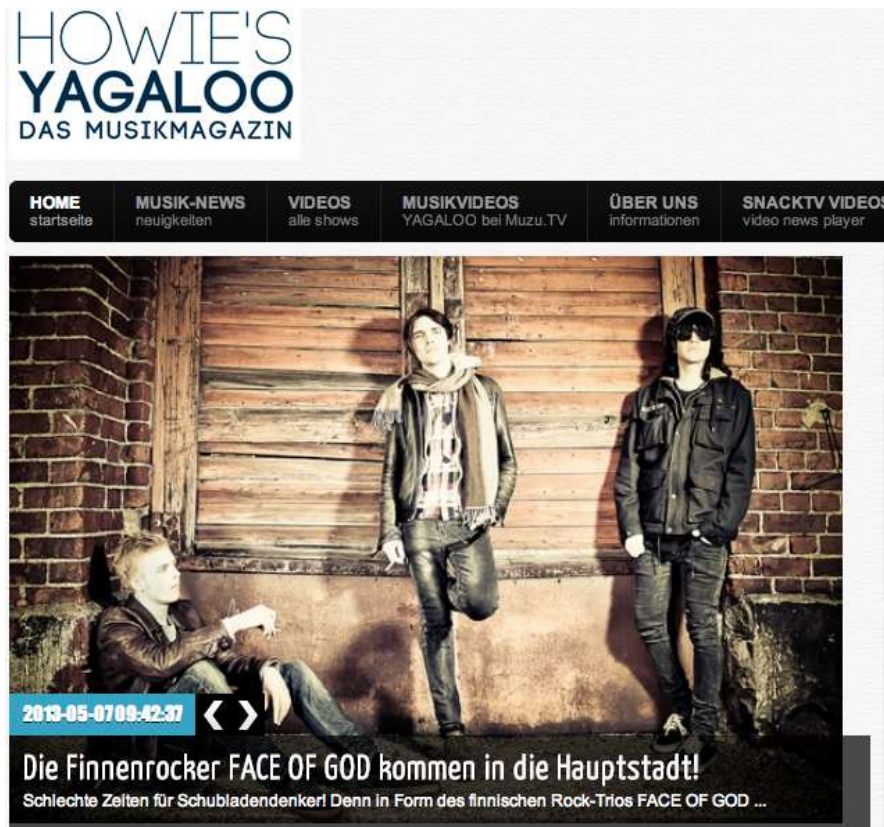 HOWIE'S
YAGALOO
DAS MUSIKMAGAZIN
HOME MUSIK-NEWS VIDEOS MUSIKVIDEOS ÜBER UNS SNACKTV VIDEOS
startseite neuigkeiten alle shows YAGALOO bei Muzu.TV informationen video news player
2013-05-07 09:42:37
Die Finnenrocker FACE OF GOD kommen in die Hauptstadt!
Schlechte Zeiten für Schubladendenker! Denn in Form des finnischen Rock-Trios FACE OF GOD ...